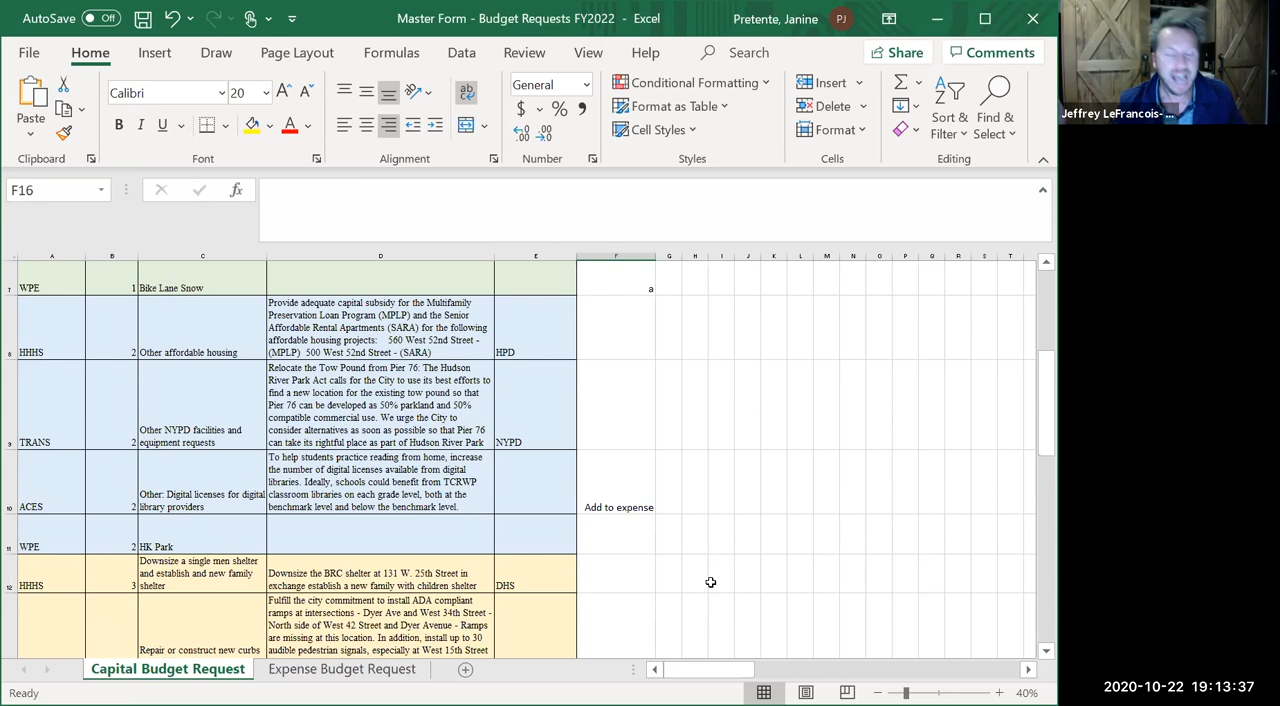 AutoSave Off Master Form - Budget Requests FY2022 - Excel Pretente, Janine PJ
File Home Insert Draw Page Layout Formulas Data Review View Help Search Share Comments
Paste
Clipboard
Calibri 20 A A
B I U A
Font
ab
Alignment
General
$ % ,
Number
Conditional Formatting
Format as Table
Cell Styles
Styles
Insert
Delete
Format
Cells
Sort &
Filter
Find &
Select
Editing
Jeffrey LeFrancois- ...
F16 fx
A B C D E F G H I J K L M N O P Q R S T
7 WPE 1 Bike Lane Snow a
Provide adequate capital subsidy for the Multifamily
Preservation Loan Program (MPLP) and the Senior
Affordable Rental Apartments (SARA) for the following
affordable housing projects: 560 West 52nd Street -
8 HHHS 2 Other affordable housing (MPLP) 500 West 52nd Street - (SARA) HPD
Relocate the Tow Pound from Pier 76: The Hudson
River Park Act calls for the City to use its best efforts to
find a new location for the existing tow pound so that
Pier 76 can be developed as 50% parkland and 50%
compatible commercial use. We urge the City to
Other NYPD facilities and consider alternatives as soon as possible so that Pier 76
9 TRANS 2 equipment requests can take its rightful place as part of Hudson River Park NYPD
To help students practice reading from home, increase
the number of digital licenses available from digital
libraries. Ideally, schools could benefit from TCRWP
Other: Digital licenses for digital classroom libraries on each grade level, both at the
10 ACES 2 library providers benchmark level and below the benchmark level. Add to expense
11 WPE 2 HK Park
Downsize a single men shelter
and establish and new family Downsize the BRC shelter at 131 W. 25th Street in
12 HHHS 3 shelter exchange establish a new family with children shelter DHS
Fulfill the city commitment to install ADA compliant
ramps at intersections - Dyer Ave and West 34th Street -
North side of West 42 Street and Dyer Avenue - Ramps
are missing at this location. In addition, install up to 30
Repair or construct new curbs audible pedestrian signals, especially at West 15th Street
Capital Budget Request Expense Budget Request
Ready 40%
2020-10-22 19:13:37